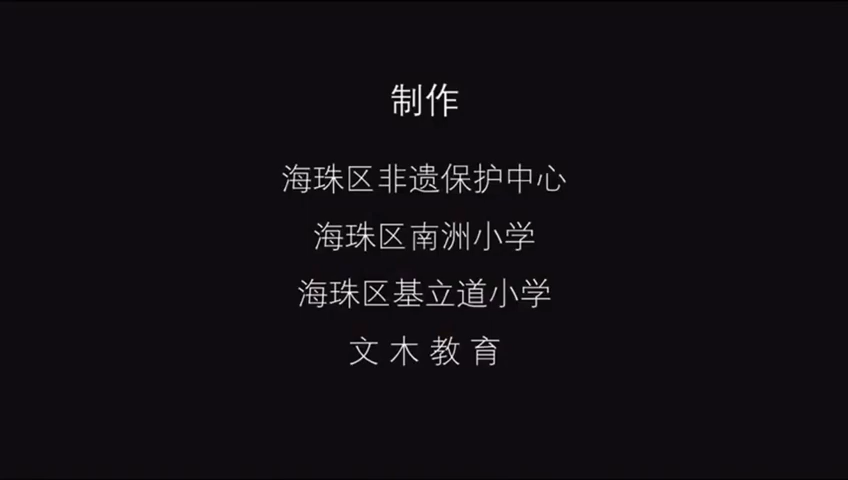 制作
海珠区非遗保护中心
海珠区南洲小学
海珠区基立道小学
文木教育